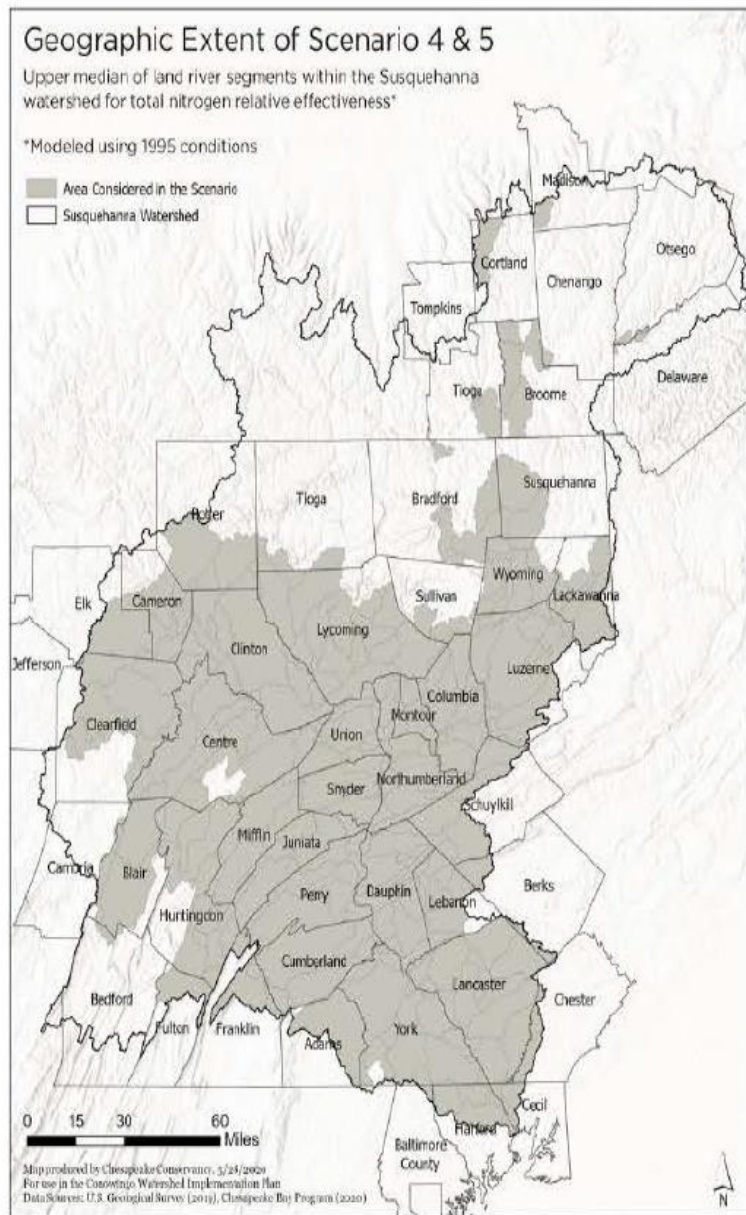 Geographic Extent of Scenario 4 & 5
Upper median of land river segments within the Susquehanna
watershed for total nitrogen relative effectiveness*
*Modeled using 1995 conditions
Area Considered in the Scenario
Susquehanna Watershed
Madison
Cortland
Otsego
Chenango
Tompkins
Delaware
Tioga
Broome
Susquehanna
Tioga
Bradford
Potter
Wyoming
Elk
Cameron
Sullivan
Lackawanna
Lycoming
Clinton
Jefferson
Luzerne
Columbia
Clearfield
Montour
Union
Centre
Northumberland
Snyder
Schuylkill
Mifflin
Juniata
Cambria
Blair
Perry
Dauphin
Berks
Lebanon
Hurtingdon
Cumberland
Lancaster
Bedford
Chester
Fulton
Franklin
York
Adams
Cecil
Harford
Baltimore
County
0 15 30 60
Miles
Map produced by Chesapeake Conservancy, 5/28/2020
For use in the Conowingo Watershed Implementation Plan
Data Sources: U.S. Geological Survey (2019), Chesapeake Bay Program (2020)
N